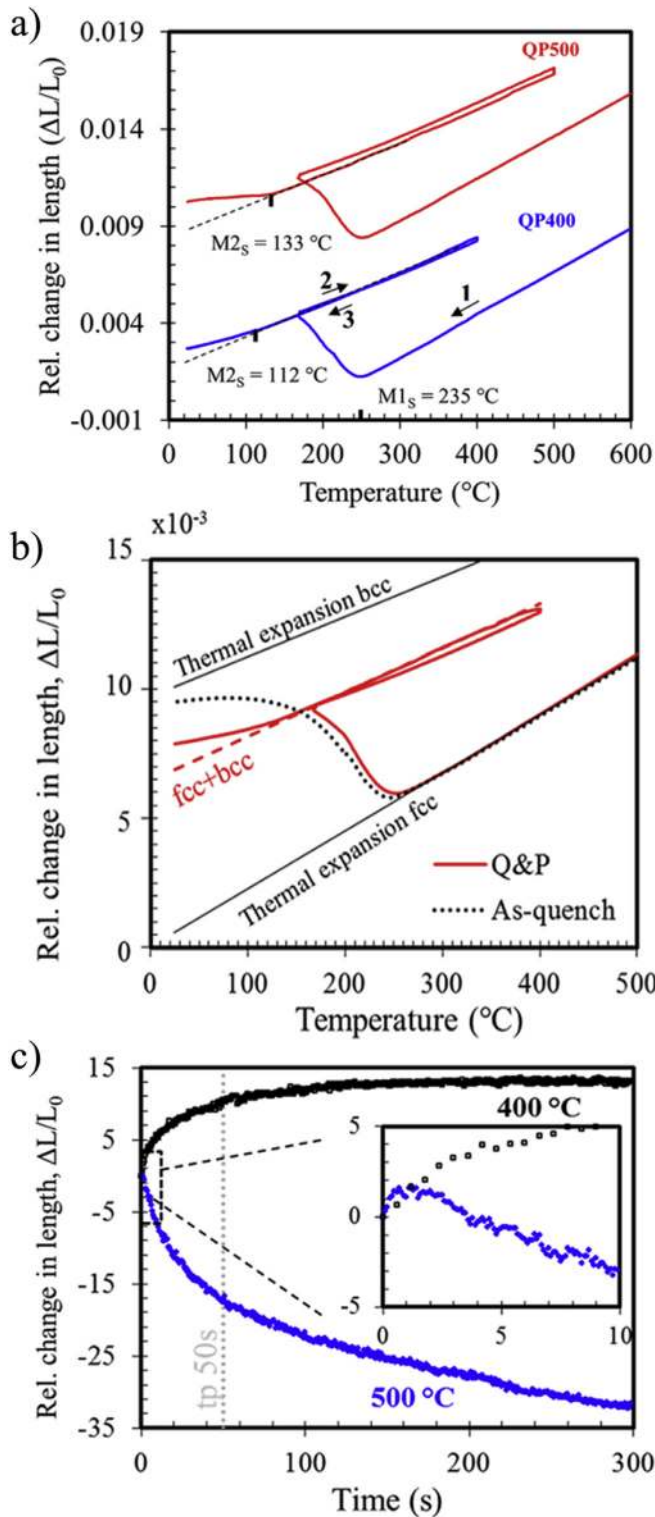 a)
0.019
0.014
0.009
0.004
-0.001
Rel. change in length (ΔL/L0)
QP500
M2S = 133 °C
QP400
2
3
1
M2S = 112 °C
M1S = 235 °C
0 100 200 300 400 500 600
Temperature (°C)
b)
x10-3
15
10
5
0
Rel. change in length, ΔL/L0
Thermal expansion bcc
fcc+bcc
Thermal expansion fcc
Q&P
As-quench
0 100 200 300 400 500
Temperature (°C)
c)
15
5
-5
-15
-25
-35
Rel. change in length, ΔL/L0
400 °C
5
0
-5
0 5 10
tp 50s
500 °C
0 100 200 300
Time (s)